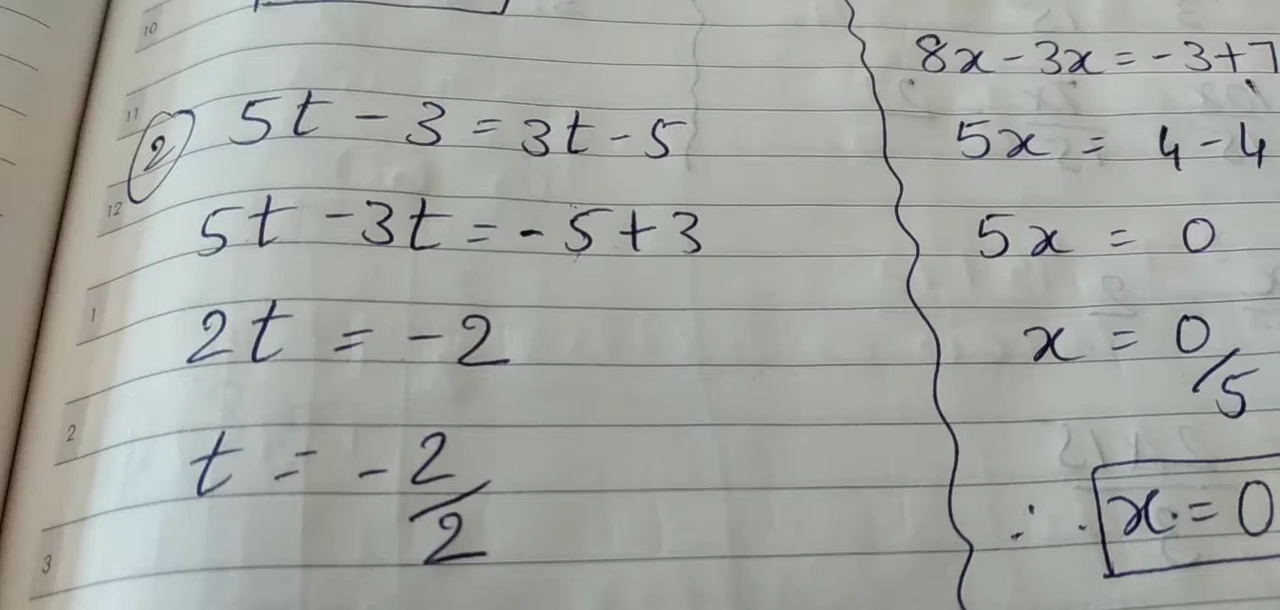 10
11
② 5t - 3 = 3t - 5
12
5t - 3t = - 5 + 3
1
2t = - 2
2
t = - 2/2
3
8x - 3x = - 3 + 7
5x = 4 - 4
5x = 0
x = 0/5
∴ x = 0